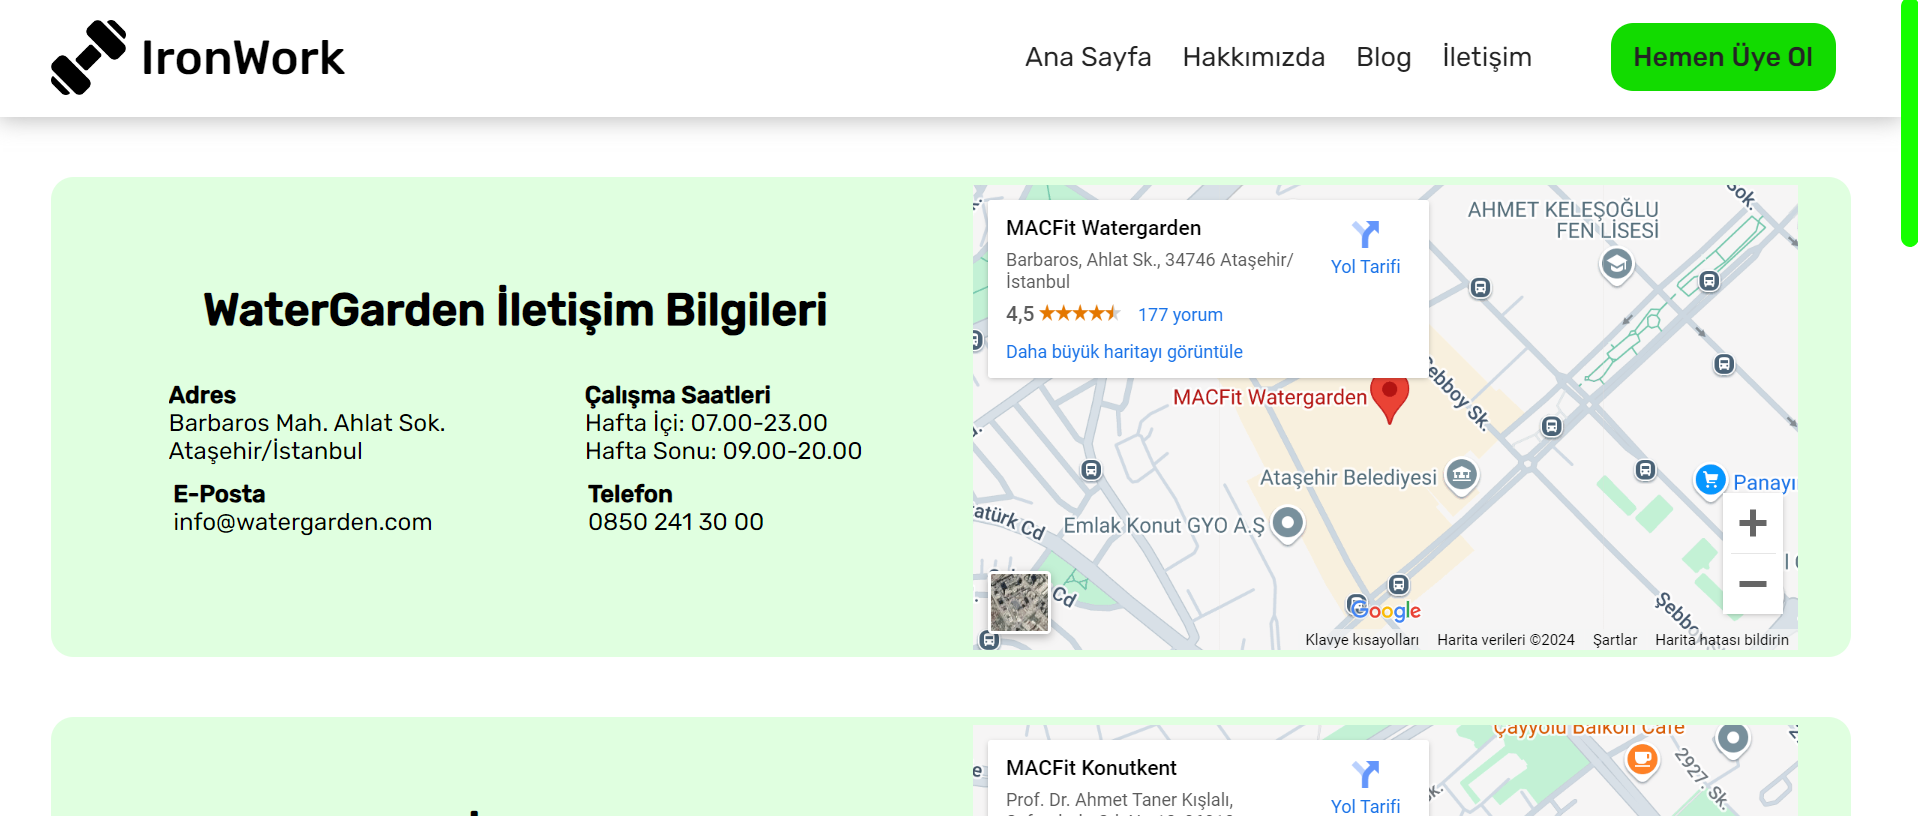 IronWork
Ana Sayfa
Hakkımızda
Blog
İletişim
Hemen Üye Ol
WaterGarden İletişim Bilgileri
Adres
Barbaros Mah. Ahlat Sok.
Ataşehir/İstanbul
Çalışma Saatleri
Hafta İçi: 07.00-23.00
Hafta Sonu: 09.00-20.00
E-Posta
info@watergarden.com
Telefon
0850 241 30 00
MACFit Watergarden
Barbaros, Ahlat Sk., 34746 Ataşehir/
İstanbul
4,5
177 yorum
Daha büyük haritayı görüntüle
Yol Tarifi
Sok.
AHMET KELEŞOĞLU
FEN LİSESİ
MACFit Watergarden
Şebboy Sk.
Ataşehir Belediyesi
Panayı
Emlak Konut GYO A.Ş
atürk Cd
Cd
Google
Klavye kısayolları
Harita verileri ©2024
Şartlar
Harita hatası bildirin
MACFit Konutkent
Prof. Dr. Ahmet Taner Kışlalı,
Yol Tarifi
Çayyolu Balkon Cafe
2927. Sk.